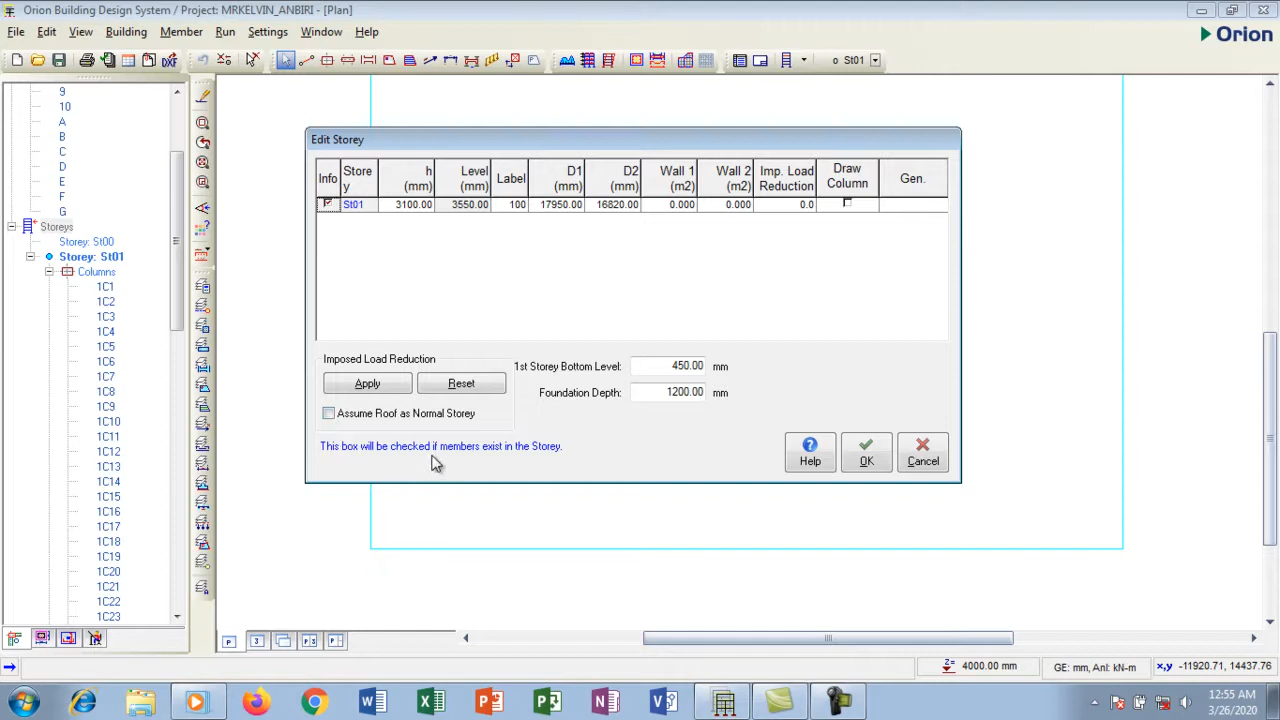 Orion Building Design System / Project: MRKELVIN_ANBIRI - [Plan]
File Edit View Building Member Run Settings Window Help
Orion
DXF
St01
9
10
A
B
C
D
E
F
G
Storeys
Storey: St00
Storey: St01
Columns
1C1
1C2
1C3
1C4
1C5
1C6
1C7
1C8
1C9
1C10
1C11
1C12
1C13
1C14
1C15
1C16
1C17
1C18
1C19
1C20
1C21
1C22
1C23
Edit Storey
Info Storey h (mm) Level (mm) Label D1 (mm) D2 (mm) Wall 1 (m2) Wall 2 (m2) Imp. Load Reduction Draw Column Gen.
St01 3100.00 3550.00 100 17950.00 16820.00 0.000 0.000 0.0
Imposed Load Reduction
Apply Reset
Assume Roof as Normal Storey
1st Storey Bottom Level: 450.00 mm
Foundation Depth: 1200.00 mm
This box will be checked if members exist in the Storey.
Help OK Cancel
Z= 4000.00 mm GE: mm, Anl: kN-m x,y -11920.71, 14437.76
12:55 AM
3/26/2020